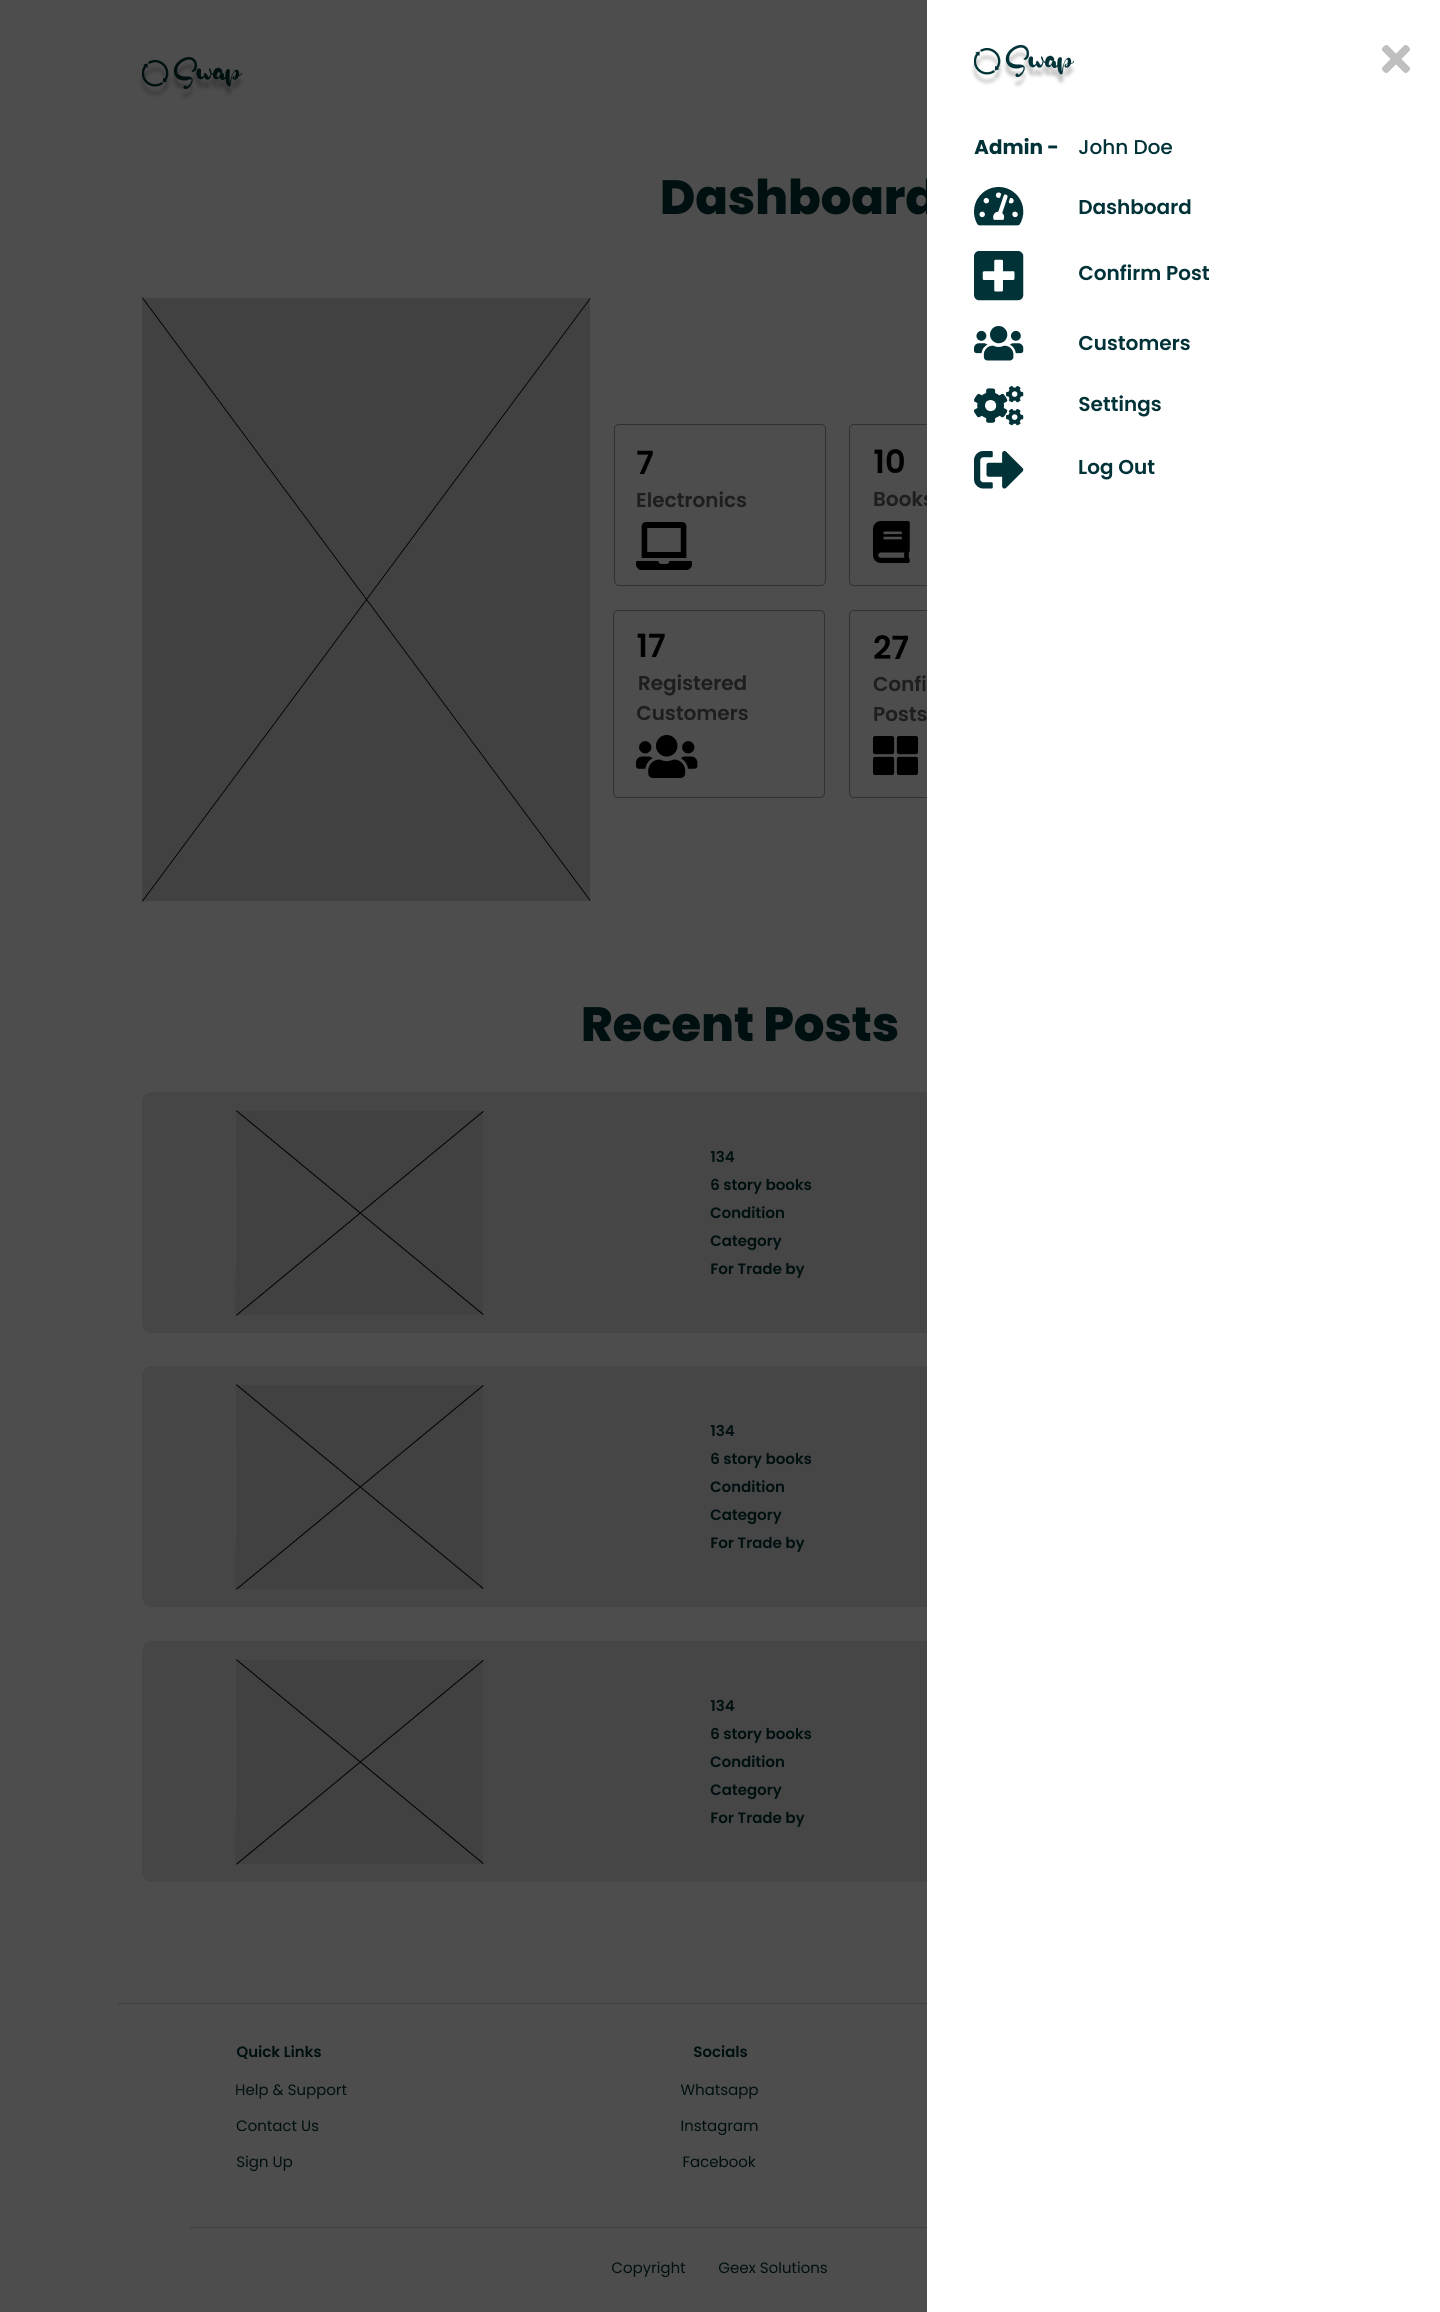 Swap
Dashboard
7
Electronics
10
Books
17
Registered
Customers
27
Confi
Posts
Recent Posts
134
6 story books
Condition
Category
For Trade by
134
6 story books
Condition
Category
For Trade by
134
6 story books
Condition
Category
For Trade by
Quick Links
Help & Support
Contact Us
Sign Up
Socials
Whatsapp
Instagram
Facebook
Copyright Geex Solutions
Swap
Admin - John Doe
Dashboard
Confirm Post
Customers
Settings
Log Out